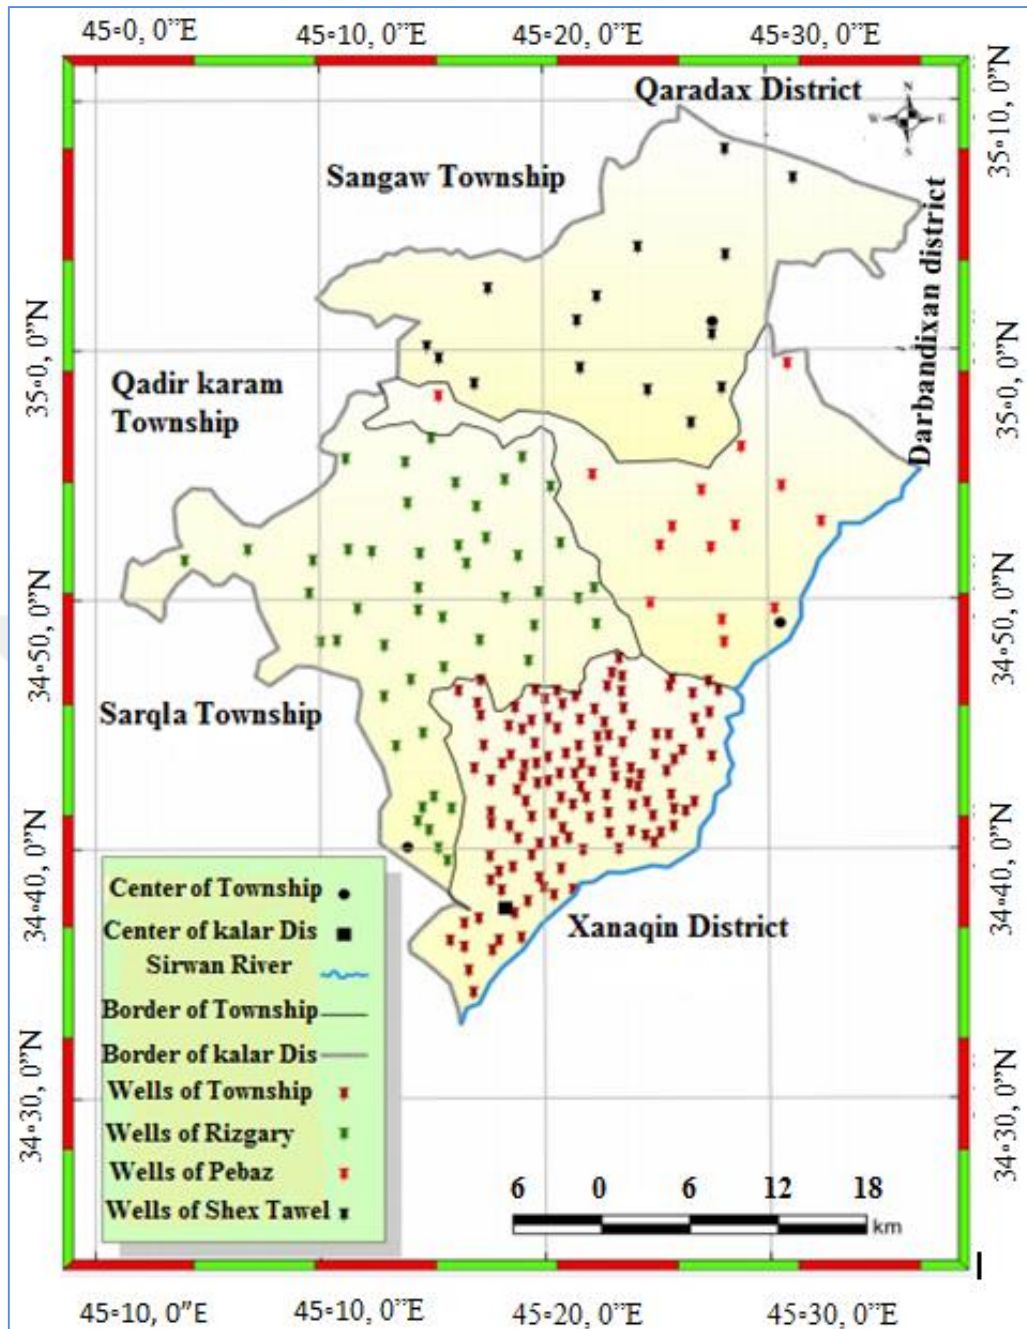 45◦0, 0”E
45◦10, 0”E
45◦20, 0”E
45◦30, 0”E
Qaradax District
N
W E
S
35◦10, 0”N
35◦10, 0”N
Sangaw Township
Darbandixan district
35◦0, 0”N
35◦0, 0”N
Qadir karam
Township
34◦50, 0”N
34◦50, 0”N
Sarqla Township
34◦40, 0”N
34◦40, 0”N
Xanaqin District
Center of Township
Center of kalar Dis
Sirwan River
Border of Township
Border of kalar Dis
Wells of Township
Wells of Rizgary
Wells of Pebaz
Wells of Shex Tawel
34◦30, 0”N
34◦30, 0”N
6 0 6 12 18
km
45◦10, 0”E
45◦10, 0”E
45◦20, 0”E
45◦30, 0”E